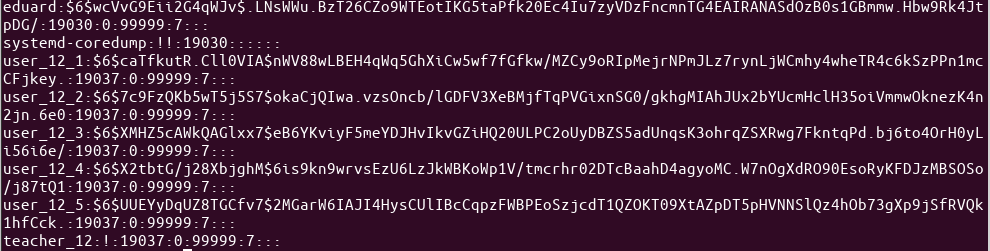 eduard:$6$wcVvG9Eii2G4qWJv$.LNsWWu.BzT26CZo9WTEotIKG5taPfk20Ec4Iu7zyVDzFncmnTG4EAIRANASdOzB0s1GBmmw.Hbw9Rk4Jt
pDG/:19030:0:99999:7:::
systemd-coredump:!!:19030::::::
user_12_1:$6$caTfkutR.Cll0VIA$nWV88wLBEH4qWq5GhXiCw5wf7fGfkw/MZCy9oRIpMejrNPmJLz7rynLjWCmhy4wheTR4c6kSzPPn1mc
CFjkey.:19037:0:99999:7:::
user_12_2:$6$7c9FzQKb5wT5j5S7$okaCjQIwa.vzsOncb/lGDFV3XeBMjfTqPVGixnSG0/gkhgMIAhJUx2bYUcmHclH35oiVmmwOknezK4n
2jn.6e0:19037:0:99999:7:::
user_12_3:$6$XMHZ5cAWkQAGlxx7$eB6YKviyF5meYDJHvIkvGZiHQ20ULPC2oUyDBZS5adUnqsK3ohrqZSXRwg7FkntqPd.bj6to4OrH0yL
i56i6e/:19037:0:99999:7:::
user_12_4:$6$X2tbtG/j28XbjghM$6is9kn9wrvsEzU6LzJkWBKoWp1V/tmcrhr02DTcBaahD4agyoMC.W7nOgXdRO90EsoRyKFDJzMBSOSo
/j87tQ1:19037:0:99999:7:::
user_12_5:$6$UUEYyDqUZ8TGCfv7$2MGarW6IAJI4HysCUlIBcCqpzFWBPEoSzjcdT1QZOKT09XtAZpDT5pHVNNSlQz4hOb73gXp9jSfRVQk
1hfCck.:19037:0:99999:7:::
teacher_12:!:19037:0:99999:7:::